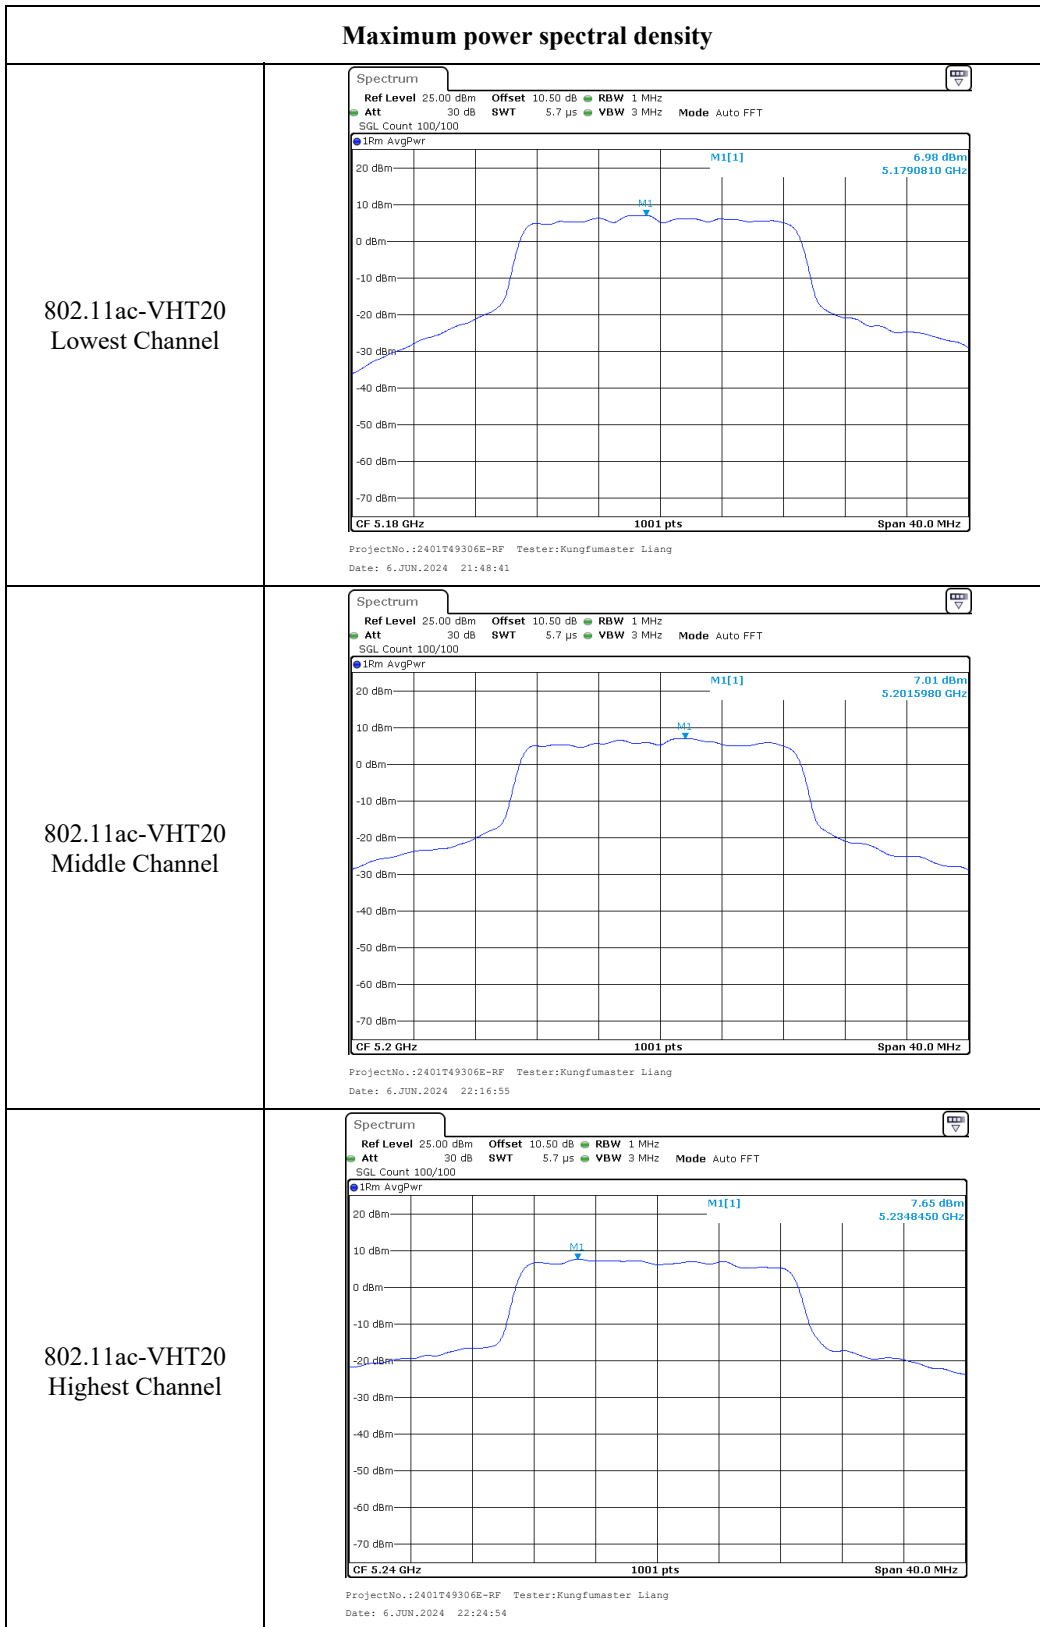 Maximum power spectral density
802.11ac-VHT20
Lowest Channel
Spectrum
Ref Level 25.00 dBm Offset 10.50 dB RBW 1 MHz
Att 30 dB SWT 5.7 µs VBW 3 MHz Mode Auto FFT
SGL Count 100/100
1Rm AvgPwr
M1[1] 6.98 dBm
5.1790810 GHz
20 dBm
M1
10 dBm
0 dBm
-10 dBm
-20 dBm
-30 dBm
-40 dBm
-50 dBm
-60 dBm
-70 dBm
CF 5.18 GHz 1001 pts Span 40.0 MHz
ProjectNo.:2401T49306E-RF Tester:Kungfumaster Liang
Date: 6.JUN.2024 21:48:41
802.11ac-VHT20
Middle Channel
Spectrum
Ref Level 25.00 dBm Offset 10.50 dB RBW 1 MHz
Att 30 dB SWT 5.7 µs VBW 3 MHz Mode Auto FFT
SGL Count 100/100
1Rm AvgPwr
M1[1] 7.01 dBm
5.2015980 GHz
20 dBm
M1
10 dBm
0 dBm
-10 dBm
-20 dBm
-30 dBm
-40 dBm
-50 dBm
-60 dBm
-70 dBm
CF 5.2 GHz 1001 pts Span 40.0 MHz
ProjectNo.:2401T49306E-RF Tester:Kungfumaster Liang
Date: 6.JUN.2024 22:16:55
802.11ac-VHT20
Highest Channel
Spectrum
Ref Level 25.00 dBm Offset 10.50 dB RBW 1 MHz
Att 30 dB SWT 5.7 µs VBW 3 MHz Mode Auto FFT
SGL Count 100/100
1Rm AvgPwr
M1[1] 7.65 dBm
5.2348450 GHz
20 dBm
M1
10 dBm
0 dBm
-10 dBm
-20 dBm
-30 dBm
-40 dBm
-50 dBm
-60 dBm
-70 dBm
CF 5.24 GHz 1001 pts Span 40.0 MHz
ProjectNo.:2401T49306E-RF Tester:Kungfumaster Liang
Date: 6.JUN.2024 22:24:54